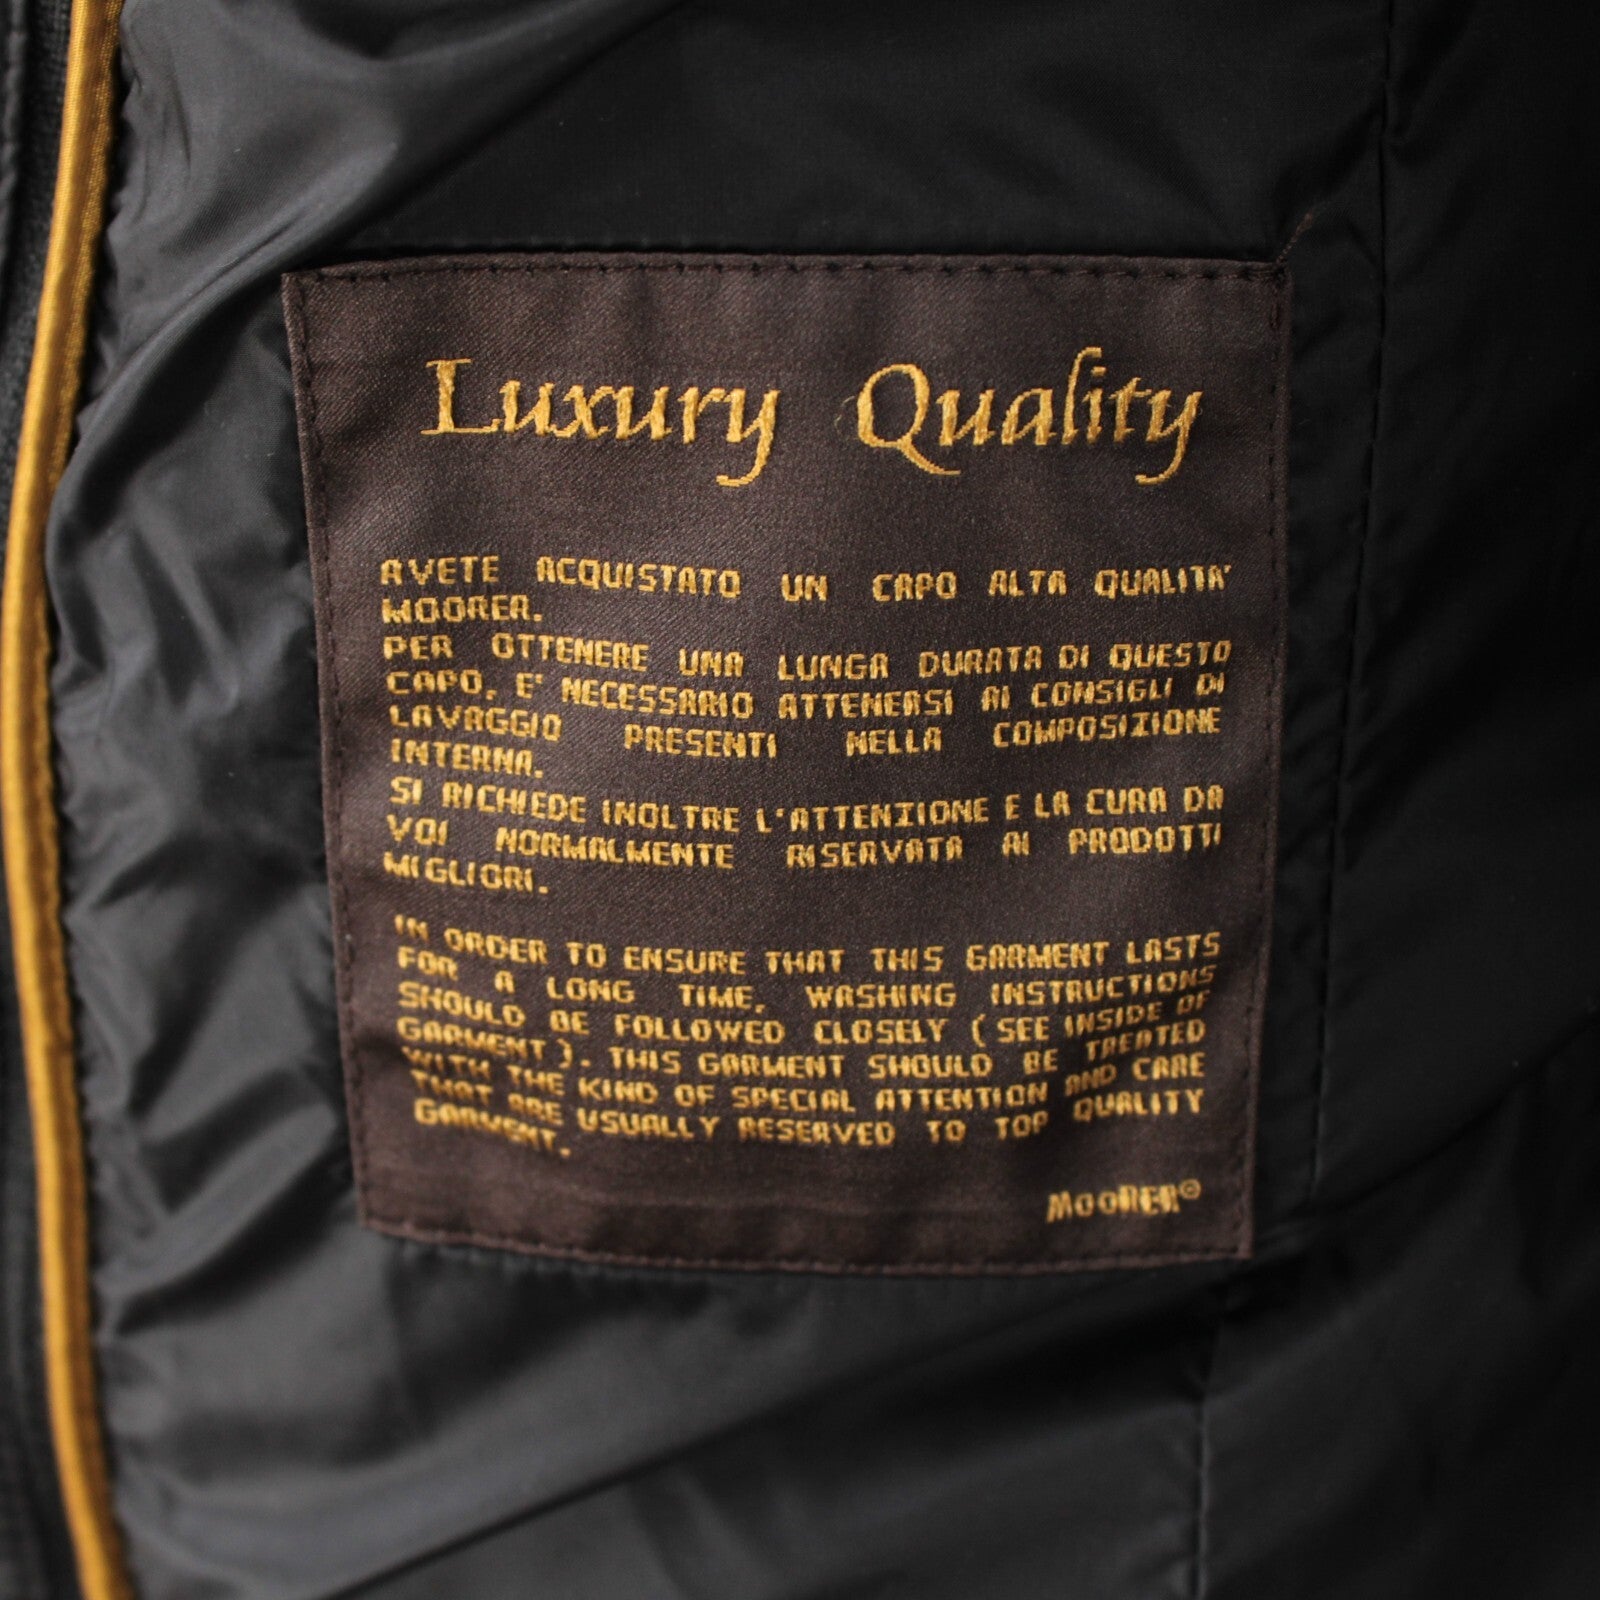 Luxury Quality
AVETE ACQUISTATO UN CAPO ALTA QUALITA'
MOORER.
PER OTTENERE UNA LUNGA DURATA DI QUESTO
CAPO, E' NECESSARIO ATTENERSI AI CONSIGLI DI
LAVAGGIO PRESENTI NELLA COMPOSIZIONE
INTERNA.
SI RICHIEDE INOLTRE L'ATTENZIONE E LA CURA DA
VOI NORMALMENTE RISERVATA AI PRODOTTI
MIGLIORI.
IN ORDER TO ENSURE THAT THIS GARMENT LASTS
FOR A LONG TIME, WASHING INSTRUCTIONS
SHOULD BE FOLLOWED CLOSELY (SEE INSIDE OF
GARMENT). THIS GARMENT SHOULD BE TREATED
WITH THE KIND OF SPECIAL ATTENTION AND CARE
THAT ARE USUALLY RESERVED TO TOP QUALITY
GARMENT.
MooRER®